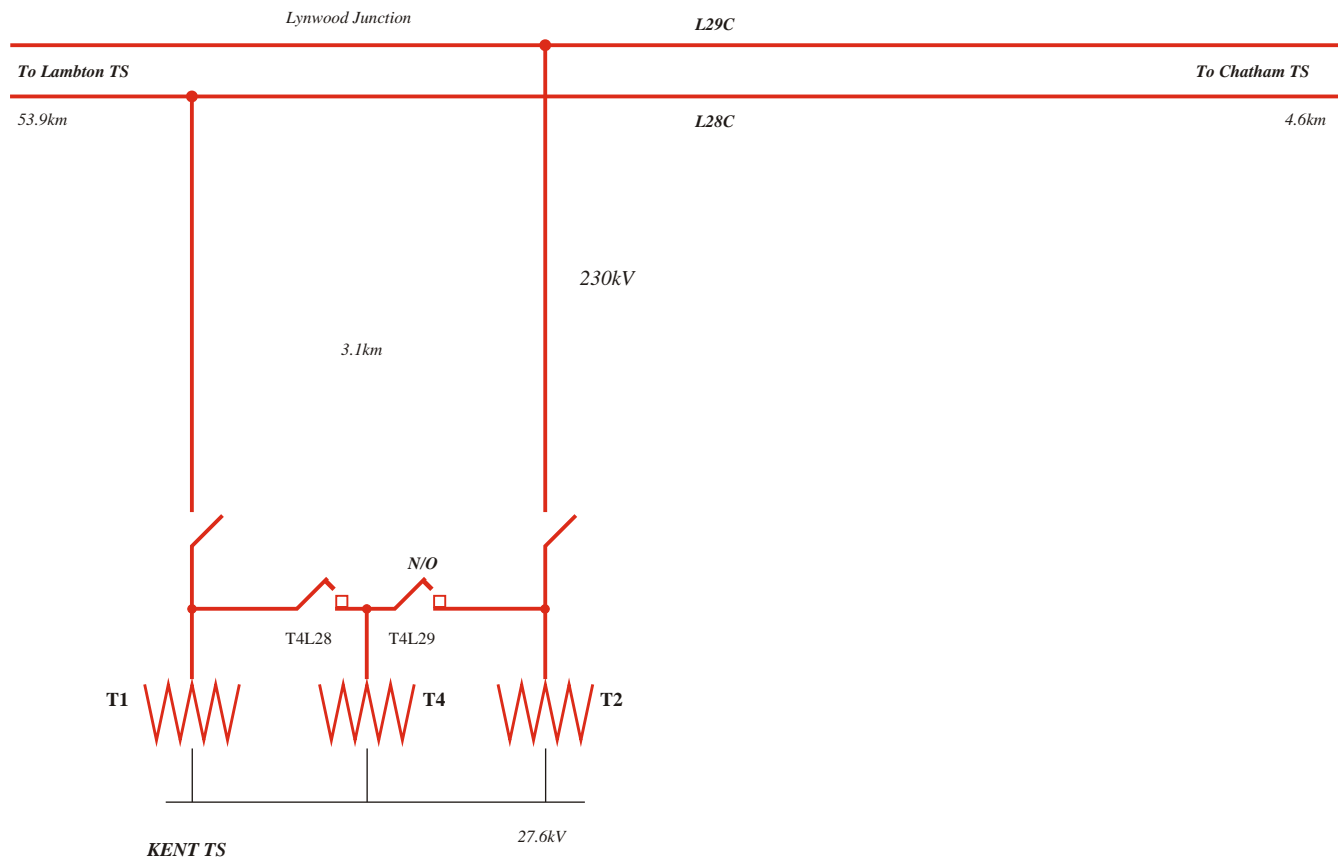 Lynwood Junction
L29C
To Lambton TS
To Chatham TS
53.9km
L28C
4.6km
230kV
3.1km
N/O
T4L28
T4L29
T1
T4
T2
27.6kV
KENT TS